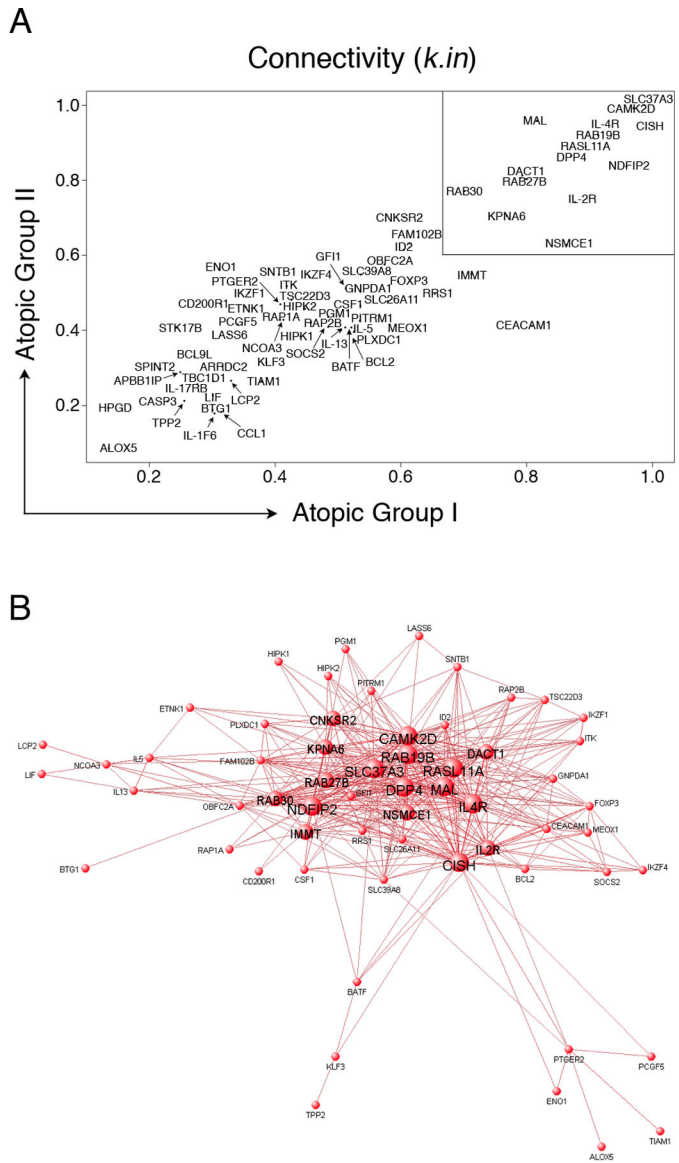 A
Connectivity (k.in)
Atopic Group II
1.0
0.8
0.6
0.4
0.2
SLC37A3
CAMK2D
MAL
IL-4R
CISH
RAB19B
RASL11A
DPP4
NDFIP2
DACT1
RAB27B
RAB30
IL-2R
KPNA6
NSMCE1
CNKSR2
FAM102B
ID2
GFI1
OBFC2A
ENO1
SNTB1
IKZF4
SLC39A8
IMMT
PTGER2
ITK
FOXP3
GNPDA1
IKZF1
TSC22D3
SLC26A11
RRS1
CD200R1
ETNK1
HIPK2
CSF1
PGM1
RAP1A
PITRM1
PCGF5
RAP2B
CEACAM1
STK17B
IL-5
MEOX1
LASS6
HIPK1
PLXDC1
NCOA3
IL-13
SOCS2
BCL9L
KLF3
BCL2
SPINT2
ARRDC2
BATF
APBB1IP
TBC1D1
TIAM1
IL-17RB
LIF
LCP2
HPGD
CASP3
BTG1
TPP2
IL-1F6
CCL1
ALOX5
0.2 0.4 0.6 0.8 1.0
Atopic Group I
B
LASS6
HIPK1
PGM1
HIPK2
SNTB1
PITRM1
RAP2B
TSC22D3
ETNK1
CNKSR2
ID2
IKZF1
PLXDC1
CAMK2D
ITK
LCP2
KPNA6
RAB19B
DACT1
IL5
FAM102B
NCOA3
SLC37A3
RASL11A
LIF
RAB27B
GNPDA1
IL13
DPP4
MAL
GFI1
RAB30
OBFC2A
NDEIP2
IL4R
FOXP3
NSMCE1
CEACAM1
IMMT
RRS1
MEOX1
SLC26A11
RAP1A
IL2R
BTG1
CISH
CD200R1
CSF1
BCL2
IKZF4
SLC39A8
SOCS2
BATF
KLF3
PTGER2
PCGF5
ENO1
TPP2
TIAM1
ALOX5